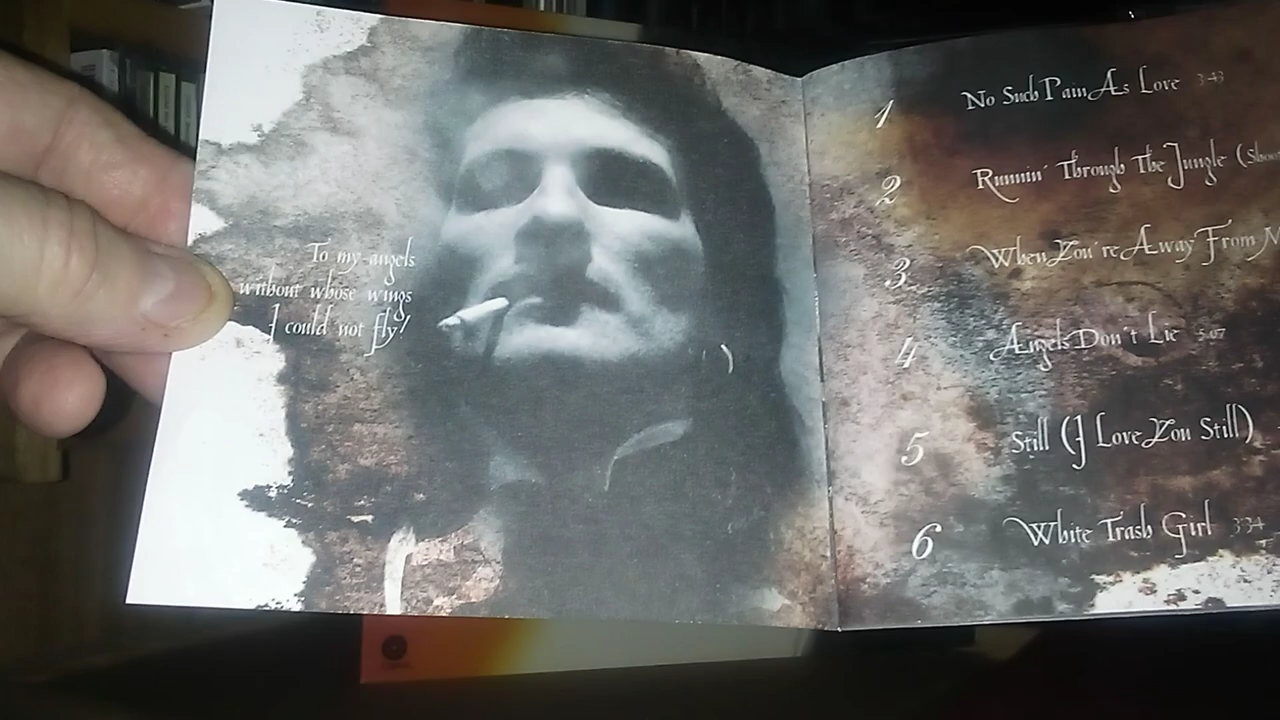 To my angels
without whose wings
I could not fly!
1 No Such Pain As Love 3:43
2 Runnin' Through The Jungle
3 When You're Away From
4 Angels Don't Lie 5:07
5 Still (I Love You Still)
6 White Trash Girl 3:34